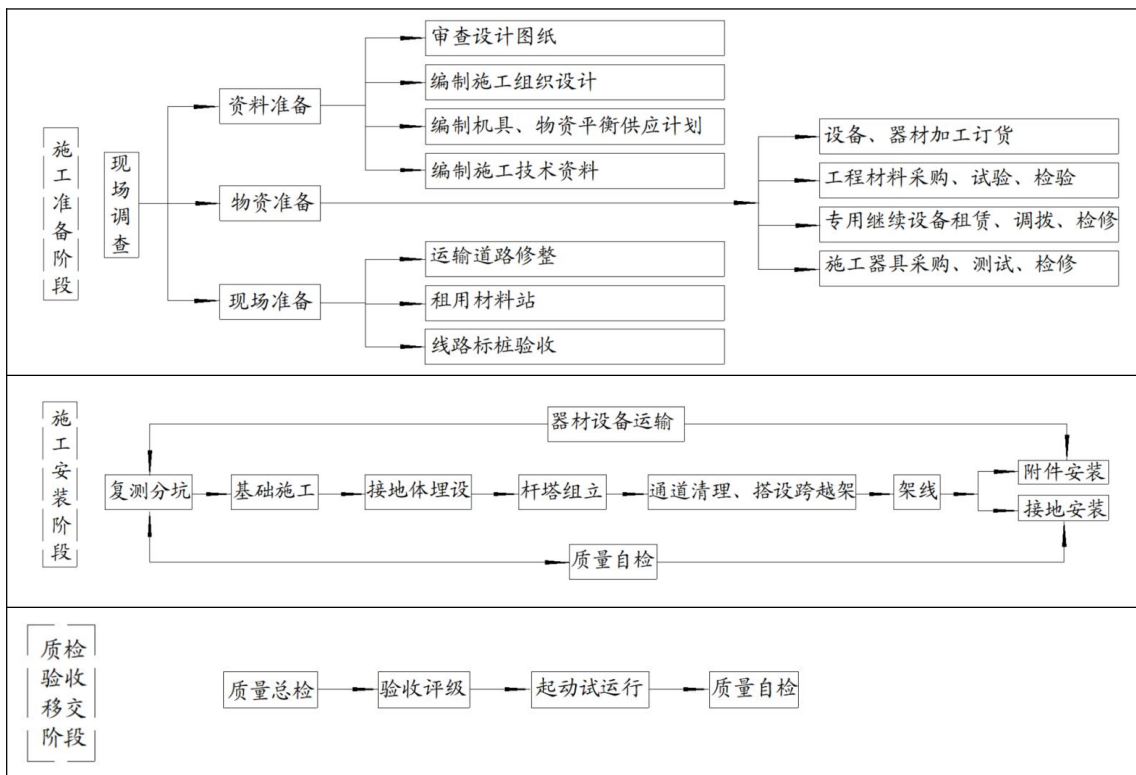 施工准备阶段
现场调查
资料准备
审查设计图纸
编制施工组织设计
编制机具、物资平衡供应计划
编制施工技术资料
物资准备
设备、器材加工订货
工程材料采购、试验、检验
专用继续设备租赁、调拨、检修
施工器具采购、测试、检修
现场准备
运输道路修整
租用材料站
线路标桩验收
施工安装阶段
器材设备运输
复测分坑
基础施工
接地体埋设
杆塔组立
通道清理、搭设跨越架
架线
附件安装
接地安装
质量自检
质检
验收
移交
阶段
质量总检
验收评级
起动试运行
质量自检